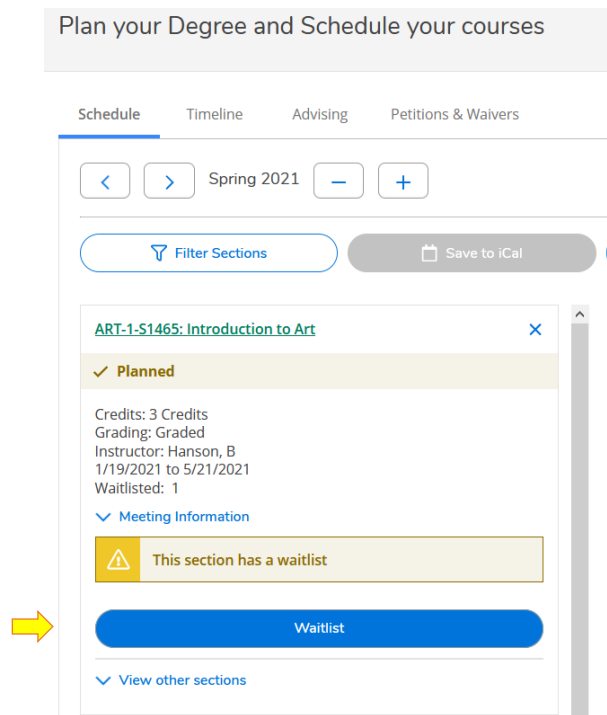 Plan your Degree and Schedule your courses
Schedule Timeline Advising Petitions & Waivers
Spring 2021
Filter Sections Save to iCal
ART-1-S1465: Introduction to Art
Planned
Credits: 3 Credits
Grading: Graded
Instructor: Hanson, B
1/19/2021 to 5/21/2021
Waitlisted: 1
Meeting Information
This section has a waitlist
Waitlist
View other sections